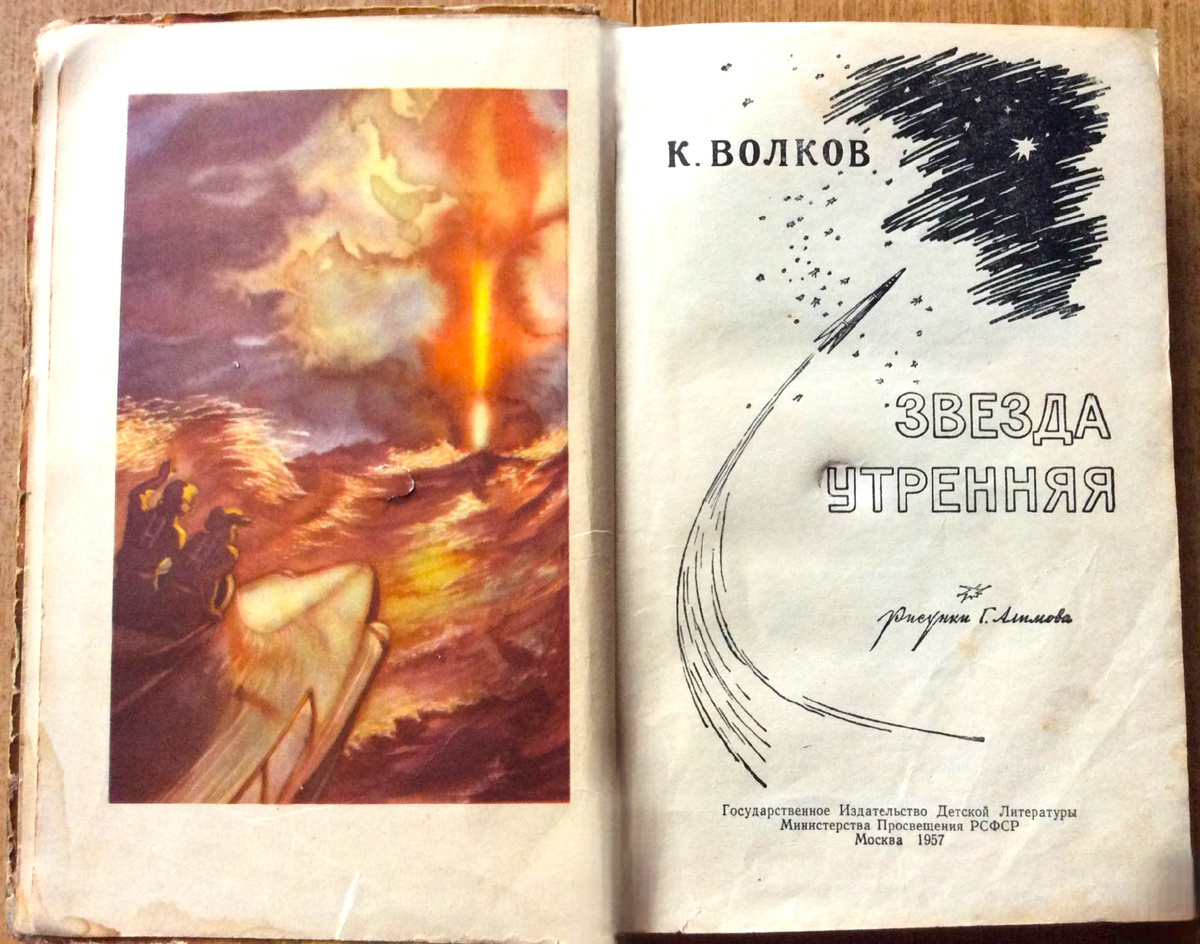 К. ВОЛКОВ
ЗВЕЗДА
УТРЕННЯЯ
Рисунки Г. Алимова
Государственное Издательство Детской Литературы
Министерства Просвещения РСФСР
Москва 1957